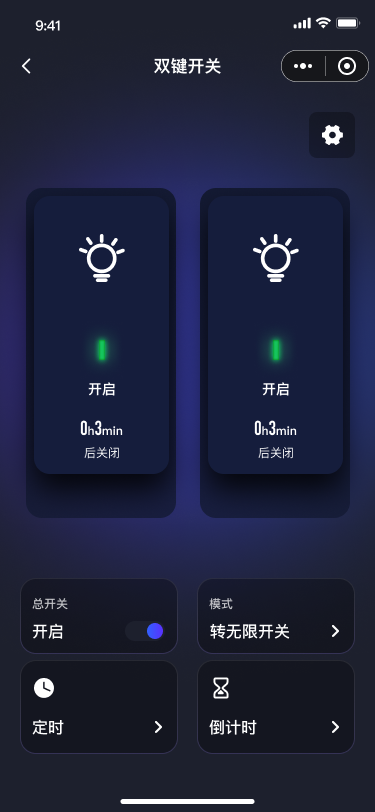 9:41
双键开关
开启
开启
0h3min
0h3min
后关闭
后关闭
总开关
模式
开启
转无限开关
定时
倒计时